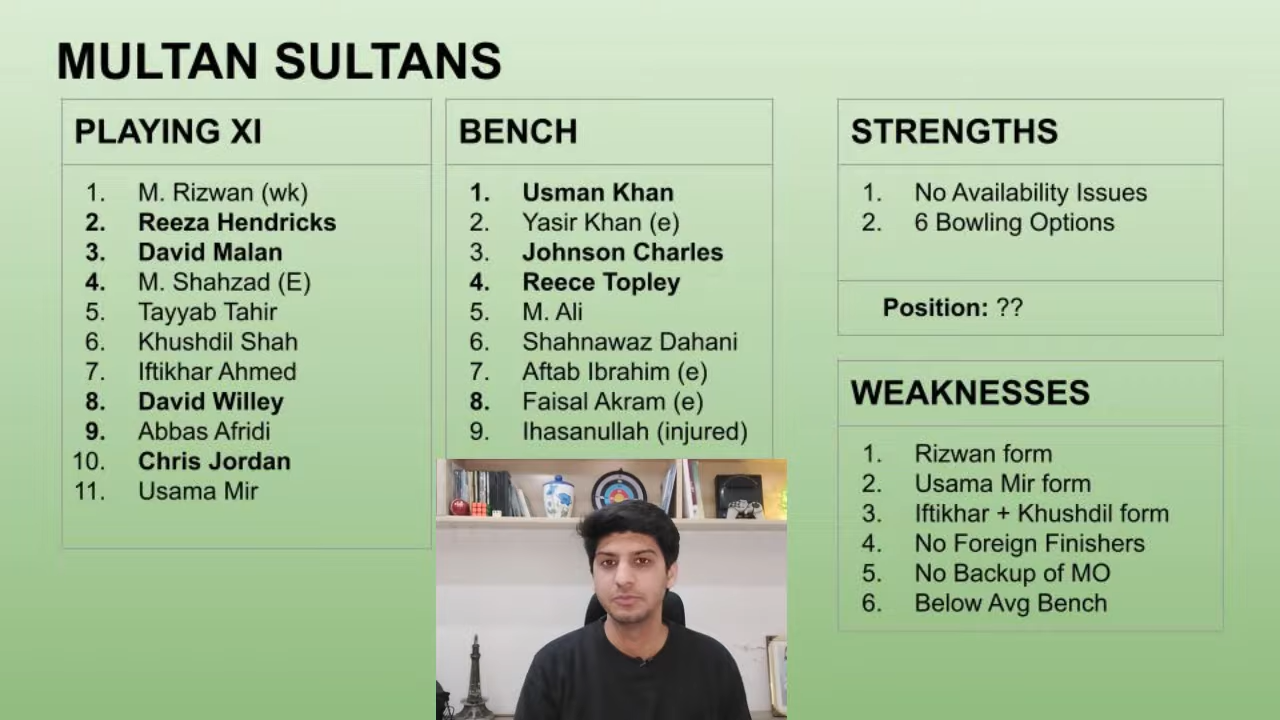 MULTAN SULTANS
PLAYING XI
1. M. Rizwan (wk)
2. Reeza Hendricks
3. David Malan
4. M. Shahzad (E)
5. Tayyab Tahir
6. Khushdil Shah
7. Iftikhar Ahmed
8. David Willey
9. Abbas Afridi
10. Chris Jordan
11. Usama Mir
BENCH
1. Usman Khan
2. Yasir Khan (e)
3. Johnson Charles
4. Reece Topley
5. M. Ali
6. Shahnawaz Dahani
7. Aftab Ibrahim (e)
8. Faisal Akram (e)
9. Ihasanullah (injured)
STRENGTHS
1. No Availability Issues
2. 6 Bowling Options
Position: ??
WEAKNESSES
1. Rizwan form
2. Usama Mir form
3. Iftikhar + Khushdil form
4. No Foreign Finishers
5. No Backup of MO
6. Below Avg Bench